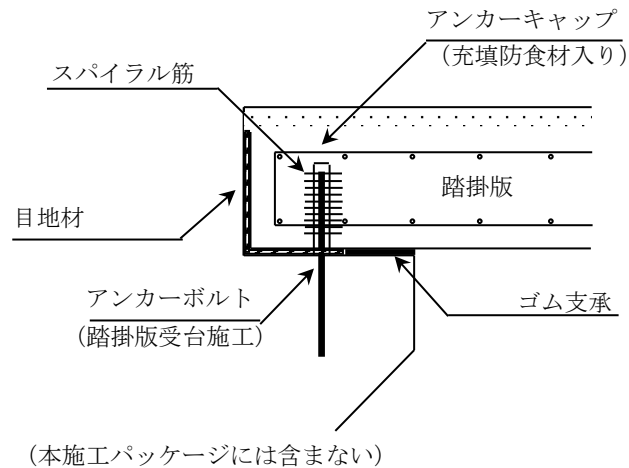 アンカーキャップ
（充填防食材入り）
スパイラル筋
踏掛版
目地材
アンカーボルト
（踏掛版受台施工）
ゴム支承
（本施工パッケージには含まない）